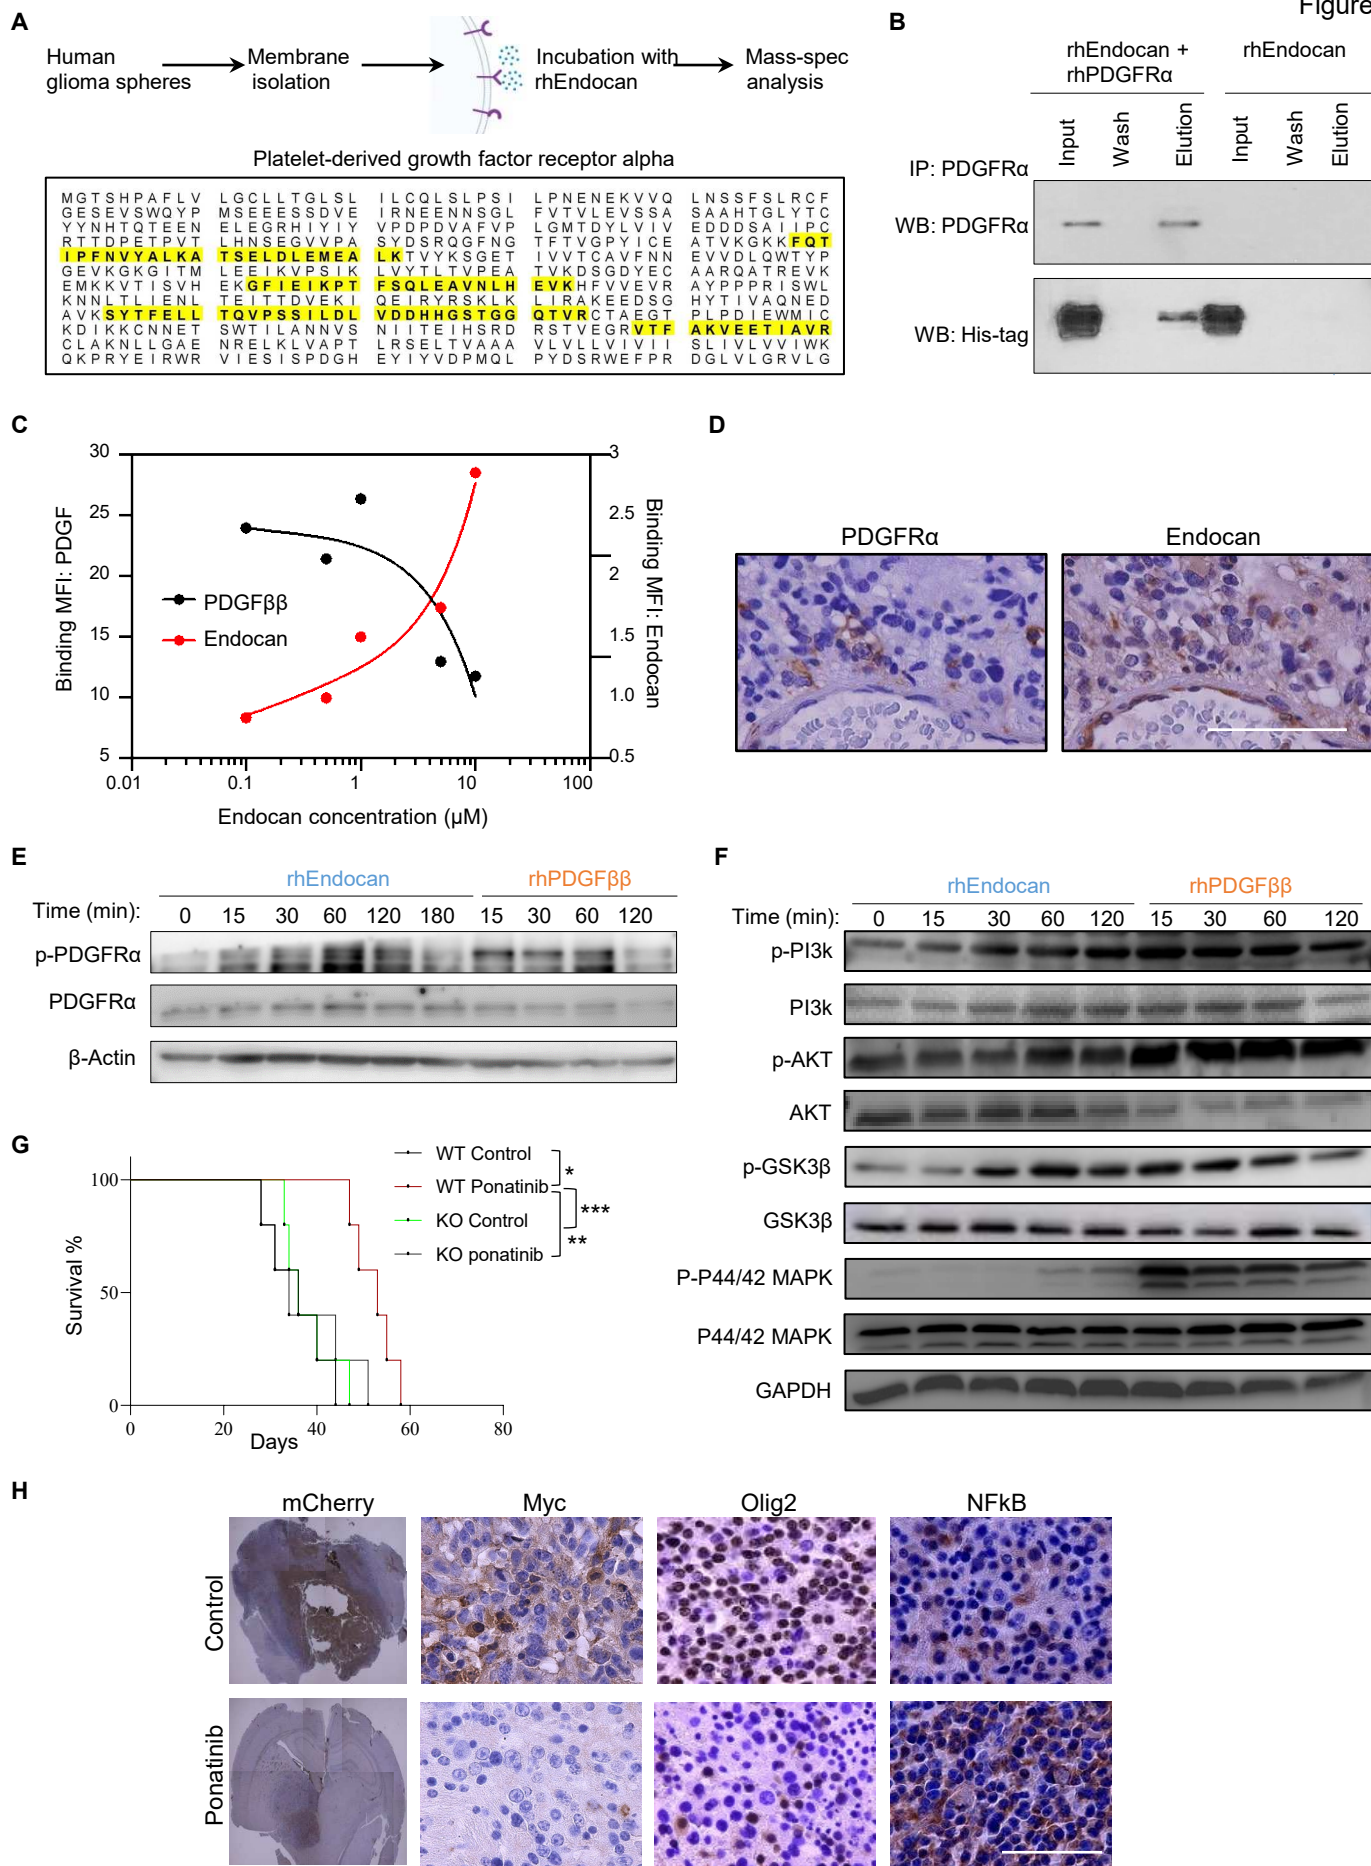 Figure
A
Human glioma spheres
Membrane isolation
Incubation with rhEndocan
Mass-spec analysis
Platelet-derived growth factor receptor alpha
MGTSHPAFLV LGCLLTGLSL ILCQLSLPSI LPNENEKVVQ LNSSFSLRCF
GESEVSWQYP MSEEESSDVE IRNEENNSGL FVTVLEVSSA SAAHTGLYTC
YYNHTQTEEN ELEGRHIYIY VPDPDVAFVP LGMTDYLVIV EDDDSAIIPC
RTTDPETPVT LHNSEGVVPA SYDSRQGFNG TFTVGPYICE ATVKGKKFQT
IPFNVYALKA TSELDLEMEA LKTVYKSGET IVVTCAVFNN EVVDLQWTYP
GEVKGKGITM LEEIKVPSIK LVYTLTVPEA TVKDSGDYEC AARQATREVK
EMKKVTISVH EKGFIEIKPT FSQLEAVNLH EVKHFVVEVR AYPPPRISWL
KNNLTLIENL TEITTDVEKI QEIRYRSKLK LIRAKEEDSG HYTIVAQNED
AVKSYTFELL TQVPSSILDL VDDHHGSTGG QTVRCTAEGT PLPDIEWMIC
KDIKKCNNET SWTILANNVS NIITEIHSRD RSTVEGRVTF AKVEETIAVR
CLAKNLLGAE NRELKLVAPT LRSELTVAAA VLVLLVIVII SLIVLVVIWK
QKPRYEIRWR VIESISPDGH EYIYVDPMQL PYDSRWEFPR DGLVLGRVLG
B
rhEndocan + rhPDGFRα
rhEndocan
Input Wash Elution Input Wash Elution
IP: PDGFRα
WB: PDGFRα
WB: His-tag
C
Binding MFI: PDGF
30
25
20
15
10
5
PDGFββ
Endocan
3
2.5
2
1.5
1.0
0.5
Binding MFI: Endocan
0.01 0.1 1 10 100
Endocan concentration (μM)
D
PDGFRα
Endocan
E
rhEndocan rhPDGFββ
Time (min): 0 15 30 60 120 180 15 30 60 120
p-PDGFRα
PDGFRα
β-Actin
F
rhEndocan rhPDGFββ
Time (min): 0 15 30 60 120 15 30 60 120
p-PI3k
PI3k
p-AKT
AKT
p-GSK3β
GSK3β
P-P44/42 MAPK
P44/42 MAPK
GAPDH
G
Survival %
100
50
0
0 20 40 60 80
Days
WT Control
WT Ponatinib
KO Control
KO ponatinib
*
***
**
H
mCherry Myc Olig2 NFkB
Control
Ponatinib